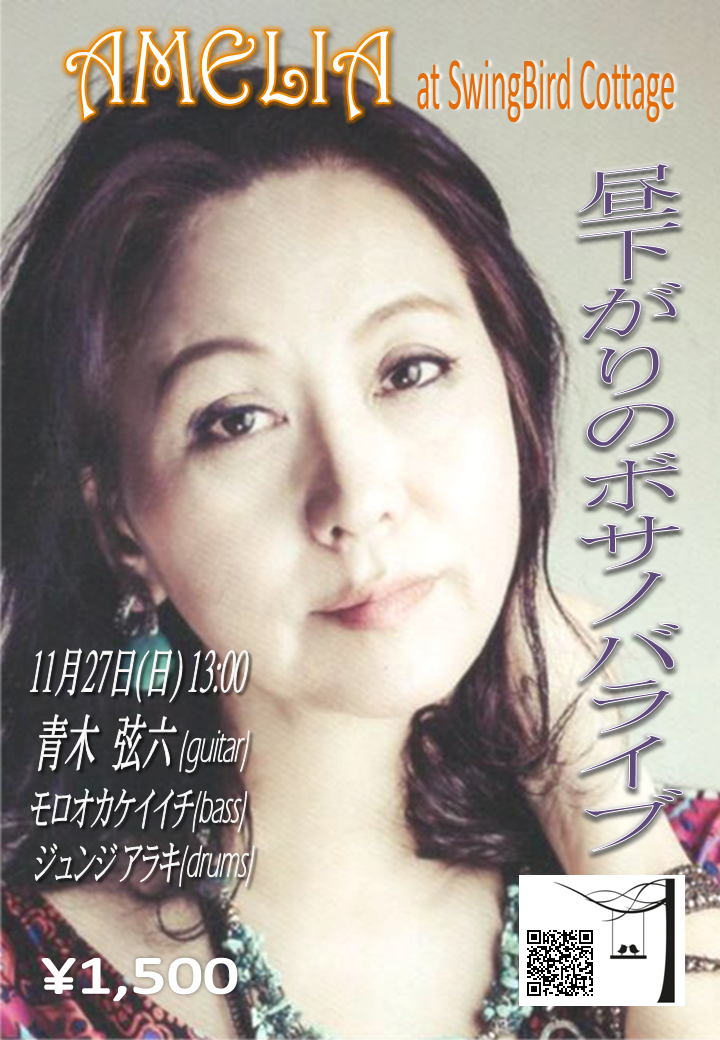 AMELIA at SwingBird Cottage
昼下がりのボサノバライブ
11月27日(日) 13:00
青木 弦六 (guitar)
モロオカケイイチ(bass)
ジュンジ アラキ(drums)
¥1,500